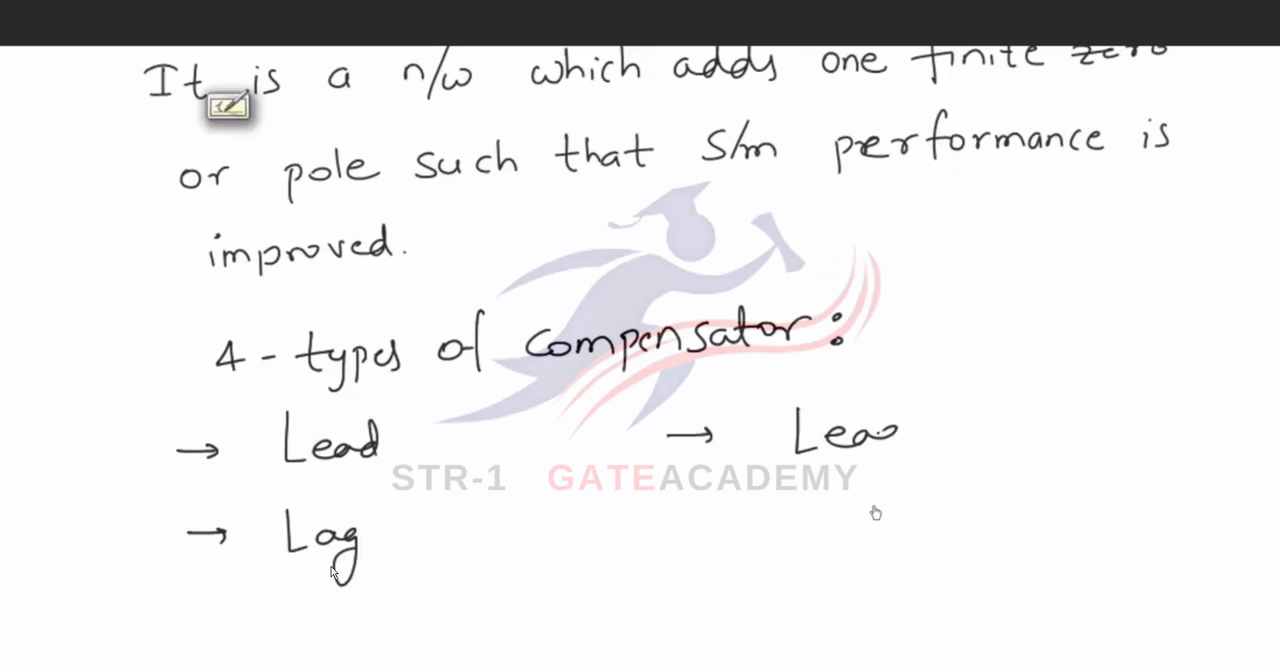 It is a n/w which adds one finite zero
or pole such that S/m performance is
improved.
4 - types of compensator :
→ Lead → Lea
STR-1 GATEACADEMY
→ Lag